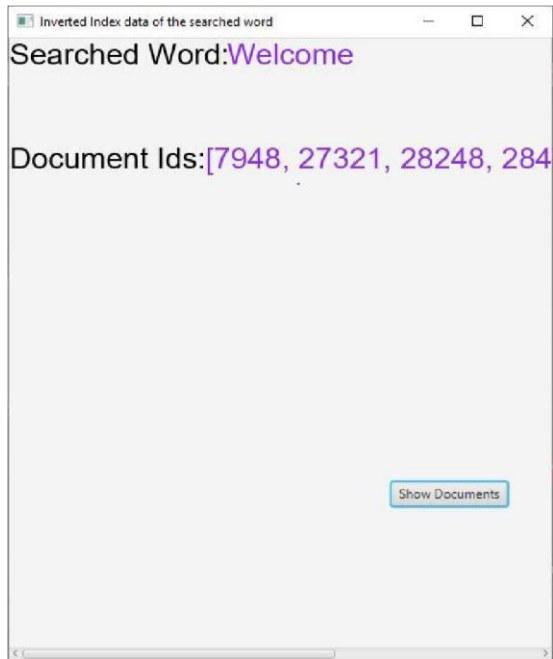 Inverted Index data of the searched word
Searched Word:Welcome
Document Ids:[7948, 27321, 28248, 284
Show Documents